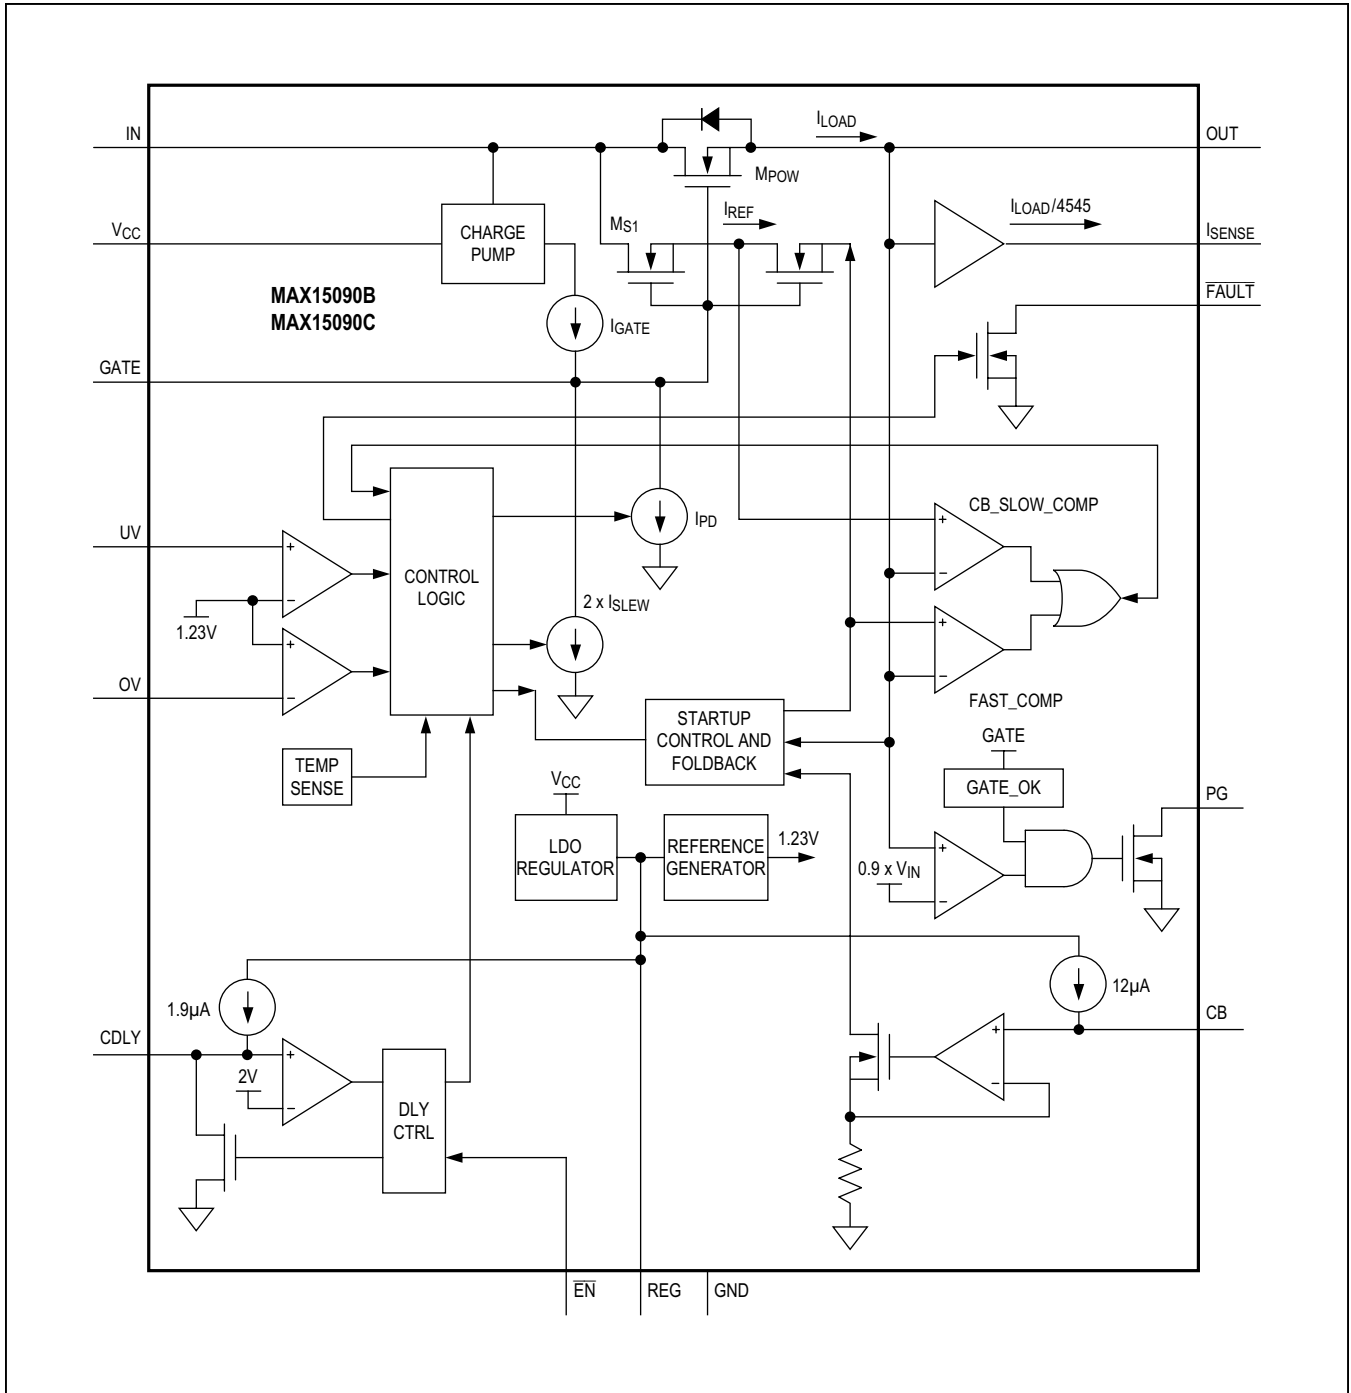 IN
ILOAD
OUT
MPOW
IREF
ILOAD/4545
VCC
CHARGE
PUMP
MS1
ISENSE
MAX15090B
MAX15090C
FAULT
IGATE
GATE
CB_SLOW_COMP
UV
IPD
CONTROL
LOGIC
2 x ISLEW
1.23V
OV
FAST_COMP
STARTUP
CONTROL AND
FOLDBACK
GATE
TEMP
SENSE
VCC
GATE_OK
PG
LDO
REGULATOR
REFERENCE
GENERATOR
1.23V
0.9 x VIN
1.9µA
12µA
CB
CDLY
2V
DLY
CTRL
EN
REG
GND
+
−
+
−
+
−
+
−
+
−
+
−
+
−